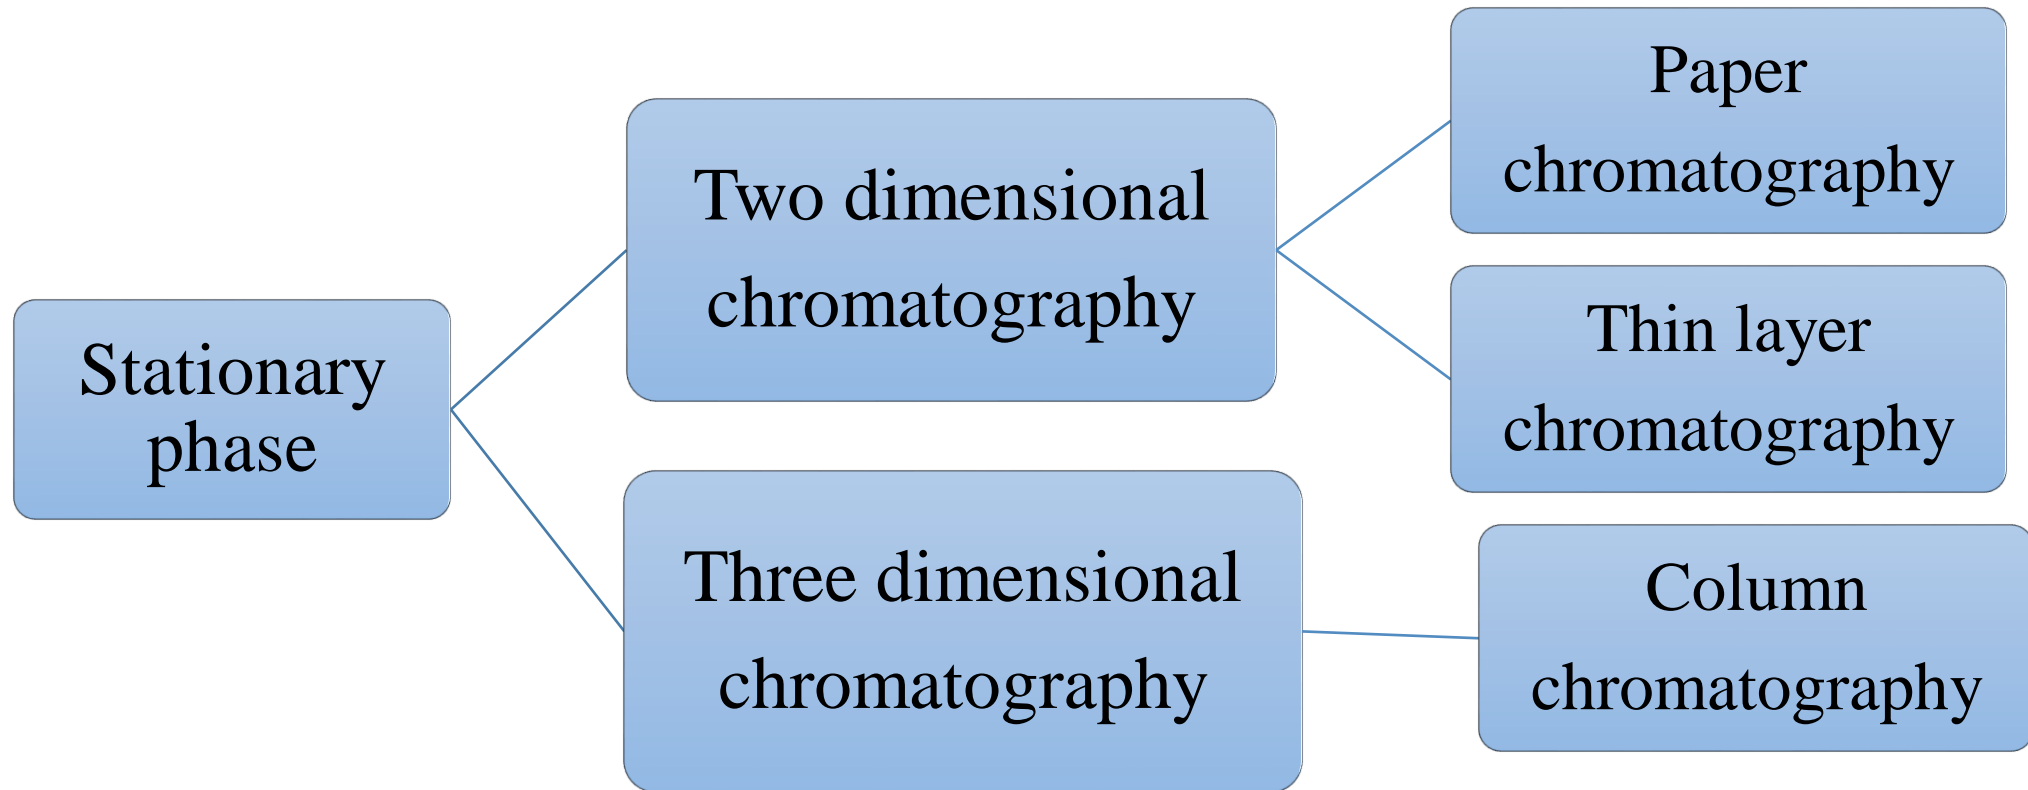 Stationary
phase
Two dimensional
chromatography
Three dimensional
chromatography
Paper
chromatography
Thin layer
chromatography
Column
chromatography